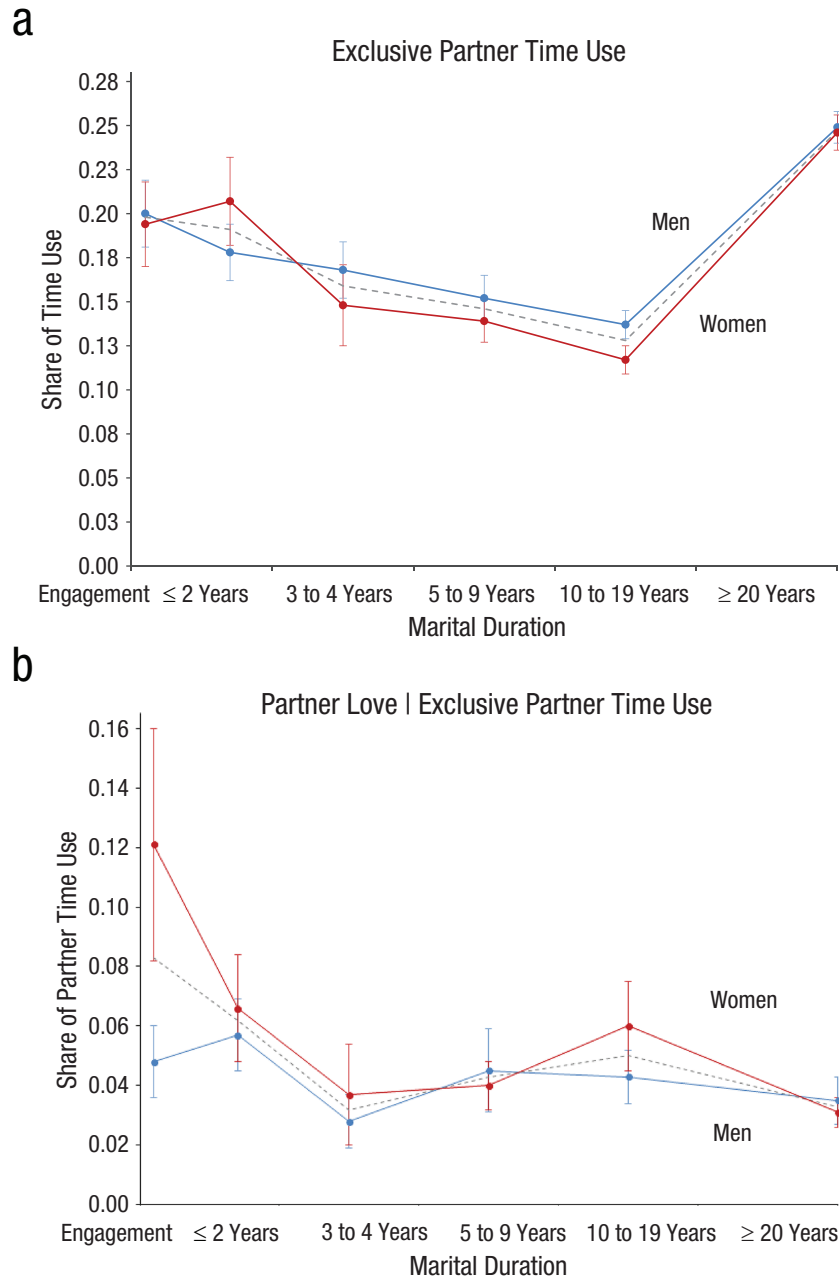 a
Exclusive Partner Time Use
0.28
0.25
0.23
0.20
0.18
0.15
0.13
0.10
0.08
0.05
0.03
0.00
Share of Time Use
Men
Women
Engagement ≤ 2 Years 3 to 4 Years 5 to 9 Years 10 to 19 Years ≥ 20 Years
Marital Duration
b
Partner Love | Exclusive Partner Time Use
0.16
0.14
0.12
0.10
0.08
0.06
0.04
0.02
0.00
Share of Partner Time Use
Women
Men
Engagement ≤ 2 Years 3 to 4 Years 5 to 9 Years 10 to 19 Years ≥ 20 Years
Marital Duration